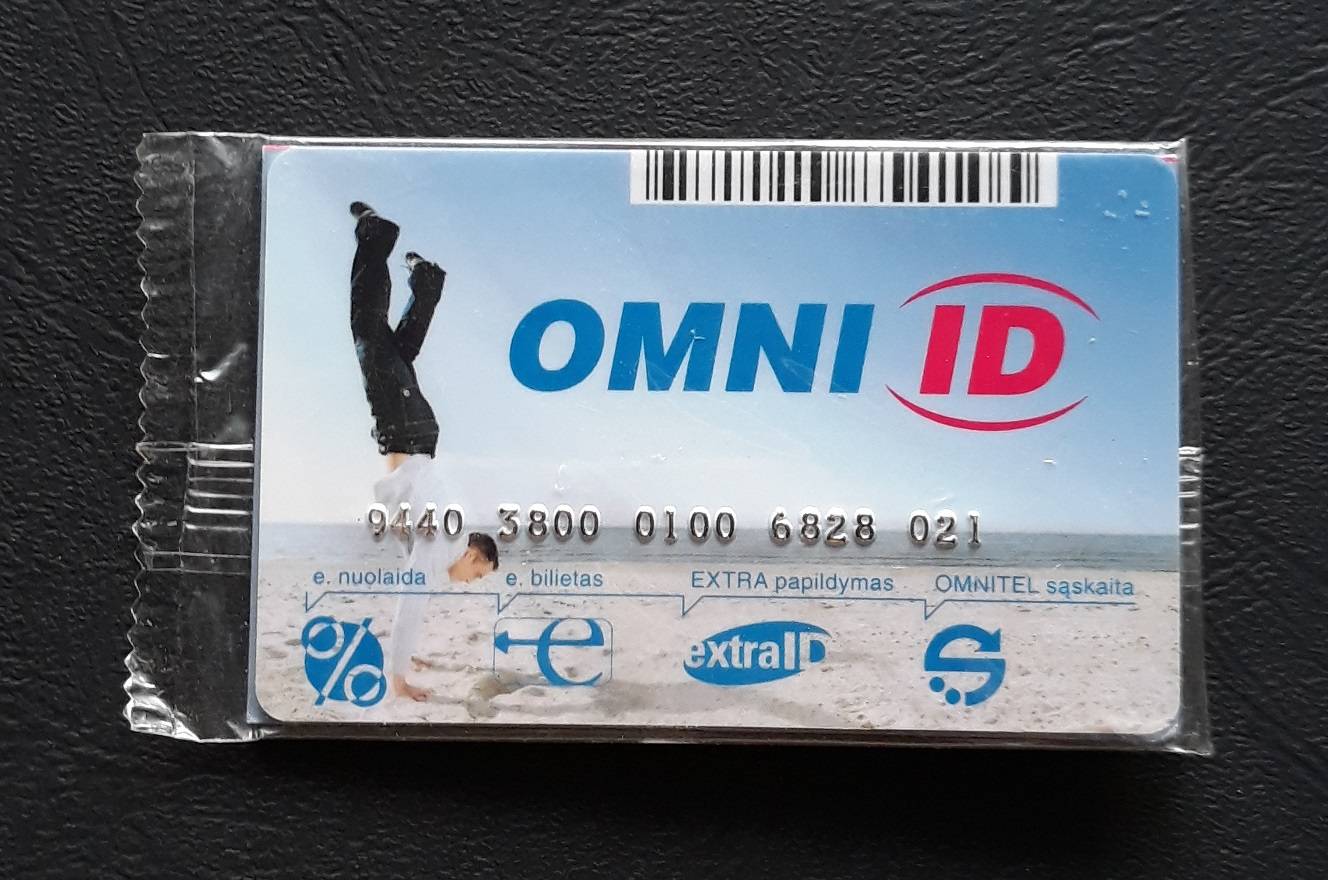 OMNI ID
9440 3800 0100 6828 021
e. nuolaida e. bilietas EXTRA papildymas OMNITEL sąskaita
% e extraID S